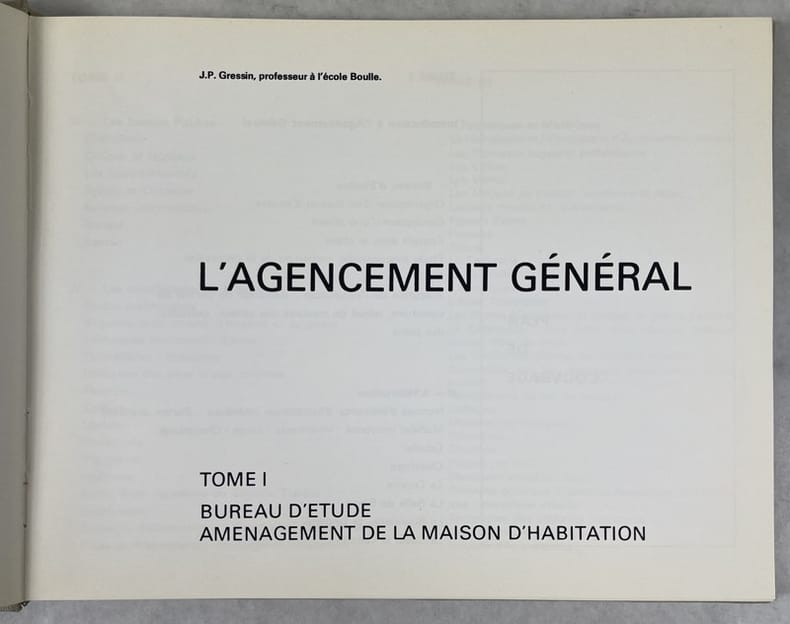 J.P. Gressin, professeur à l'école Boulle.
L'AGENCEMENT GÉNÉRAL
TOME I
BUREAU D'ETUDE
AMENAGEMENT DE LA MAISON D'HABITATION